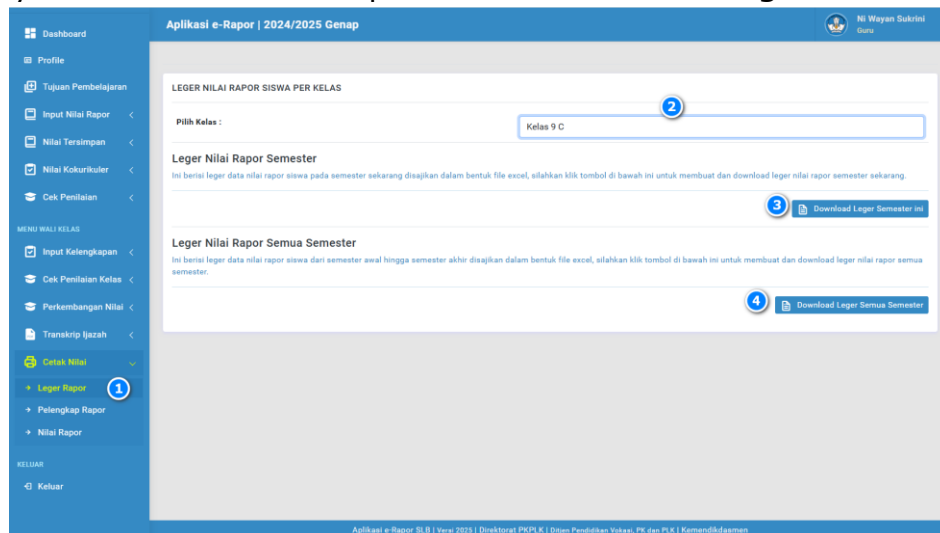 Aplikasi e-Rapor | 2024/2025 Genap
Ni Wayan Sukrini
Guru
Dashboard
Profile
Tujuan Pembelajaran
Input Nilai Rapor
Nilai Tersimpan
Nilai Kokurikuler
Cek Penilaian
MENU WALI KELAS
Input Kelengkapan
Cek Penilaian Kelas
Perkembangan Nilai
Transkrip Ijazah
Cetak Nilai
Leger Rapor
1
Pelengkap Rapor
Nilai Rapor
KELUAR
Keluar
LEGER NILAI RAPOR SISWA PER KELAS
2
Pilih Kelas :
Kelas 9 C
Leger Nilai Rapor Semester
Ini berisi leger data nilai rapor siswa pada semester sekarang disajikan dalam bentuk file excel, silahkan klik tombol di bawah ini untuk membuat dan download leger nilai rapor semester sekarang.
3
Download Leger Semester ini
Leger Nilai Rapor Semua Semester
Ini berisi leger data nilai rapor siswa dari semester awal hingga semester akhir disajikan dalam bentuk file excel, silahkan klik tombol di bawah ini untuk membuat dan download leger nilai rapor semua
semester.
4
Download Leger Semua Semester
Aplikasi e-Rapor SLB | Versi 2025 | Direktorat PKPLK | Ditjen Pendidikan Vokasi, PK dan PLK | Kemendikdasmen